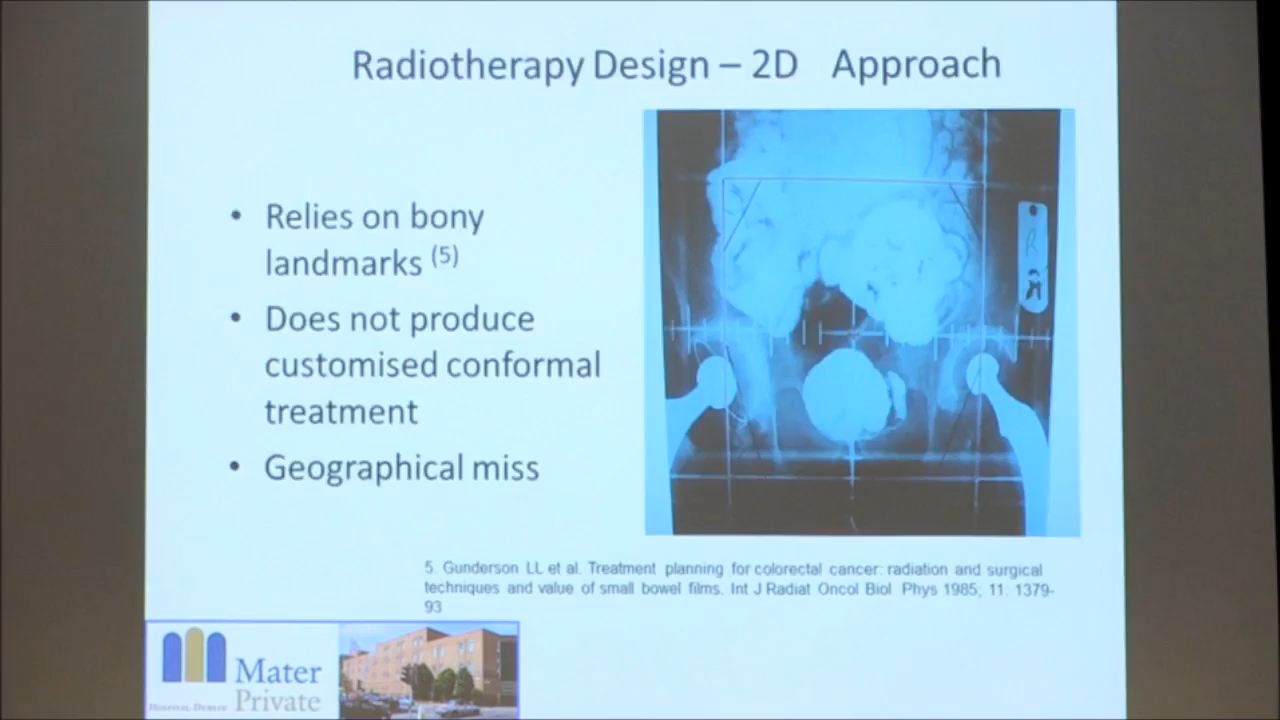 Radiotherapy Design – 2D Approach
• Relies on bony
landmarks (5)
• Does not produce
customised conformal
treatment
• Geographical miss
R
5. Gunderson LL et al. Treatment planning for colorectal cancer: radiation and surgical
techniques and value of small bowel films. Int J Radiat Oncol Biol Phys 1985; 11: 1379-
93
Mater
Private
Hospital, Dublin